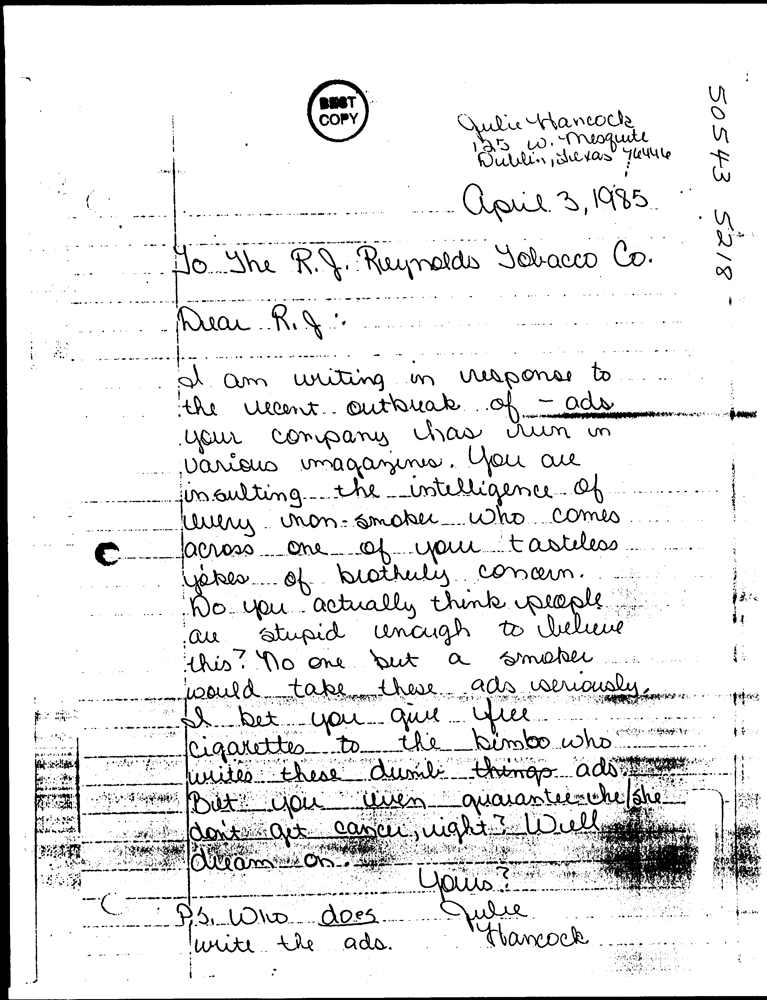 BEST
COPY
Julie Hancock
125 W. Mesquite
Dublin, Texas 76446
April 3, 1985
50543 5218
To The R.J. Reynolds Tobacco Co.
Dear R.J.:
I am writing in response to
the recent outbreak of - ads
your company has run in
various magazines. You are
insulting the intelligence of
every non-smoker who comes
across one of your tasteless
jokes of brotherly concern.
Do you actually think people
are stupid enough to believe
this? No one but a smoker
would take these ads seriously.
I bet you give free
cigarettes to the bimbo who
writes these dumb things ads.
But you even guarantee he/she
don't get cancer, right? Well
dream on.
Yours?
Julie
Hancock
P.S. Who does
write the ads.